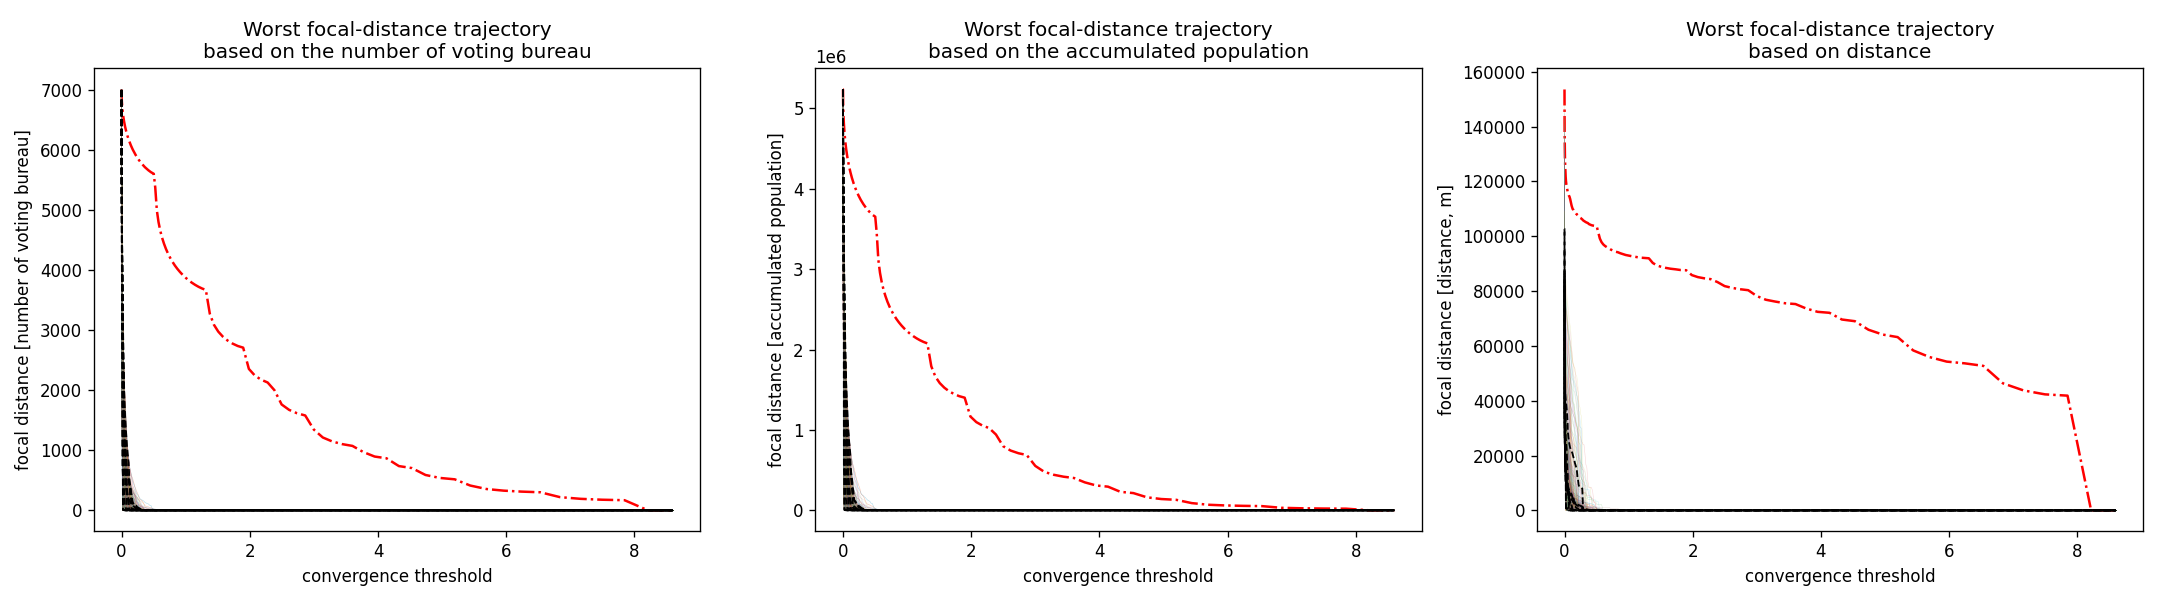 Worst focal-distance trajectory
based on the number of voting bureau
focal distance [number of voting bureau]
7000
6000
5000
4000
3000
2000
1000
0
0 2 4 6 8
convergence threshold
Worst focal-distance trajectory
based on the accumulated population
1e6
focal distance [accumulated population]
5
4
3
2
1
0
0 2 4 6 8
convergence threshold
Worst focal-distance trajectory
based on distance
focal distance [distance, m]
160000
140000
120000
100000
80000
60000
40000
20000
0
0 2 4 6 8
convergence threshold